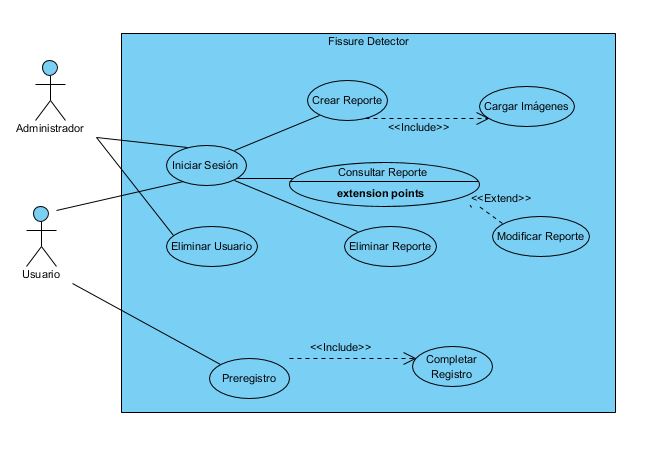 Fissure Detector
Administrador
Usuario
Crear Reporte
<<Include>>
Cargar Imágenes
Iniciar Sesión
Consultar Reporte
extension points
<<Extend>>
Modificar Reporte
Eliminar Usuario
Eliminar Reporte
Preregistro
<<Include>>
Completar
Registro